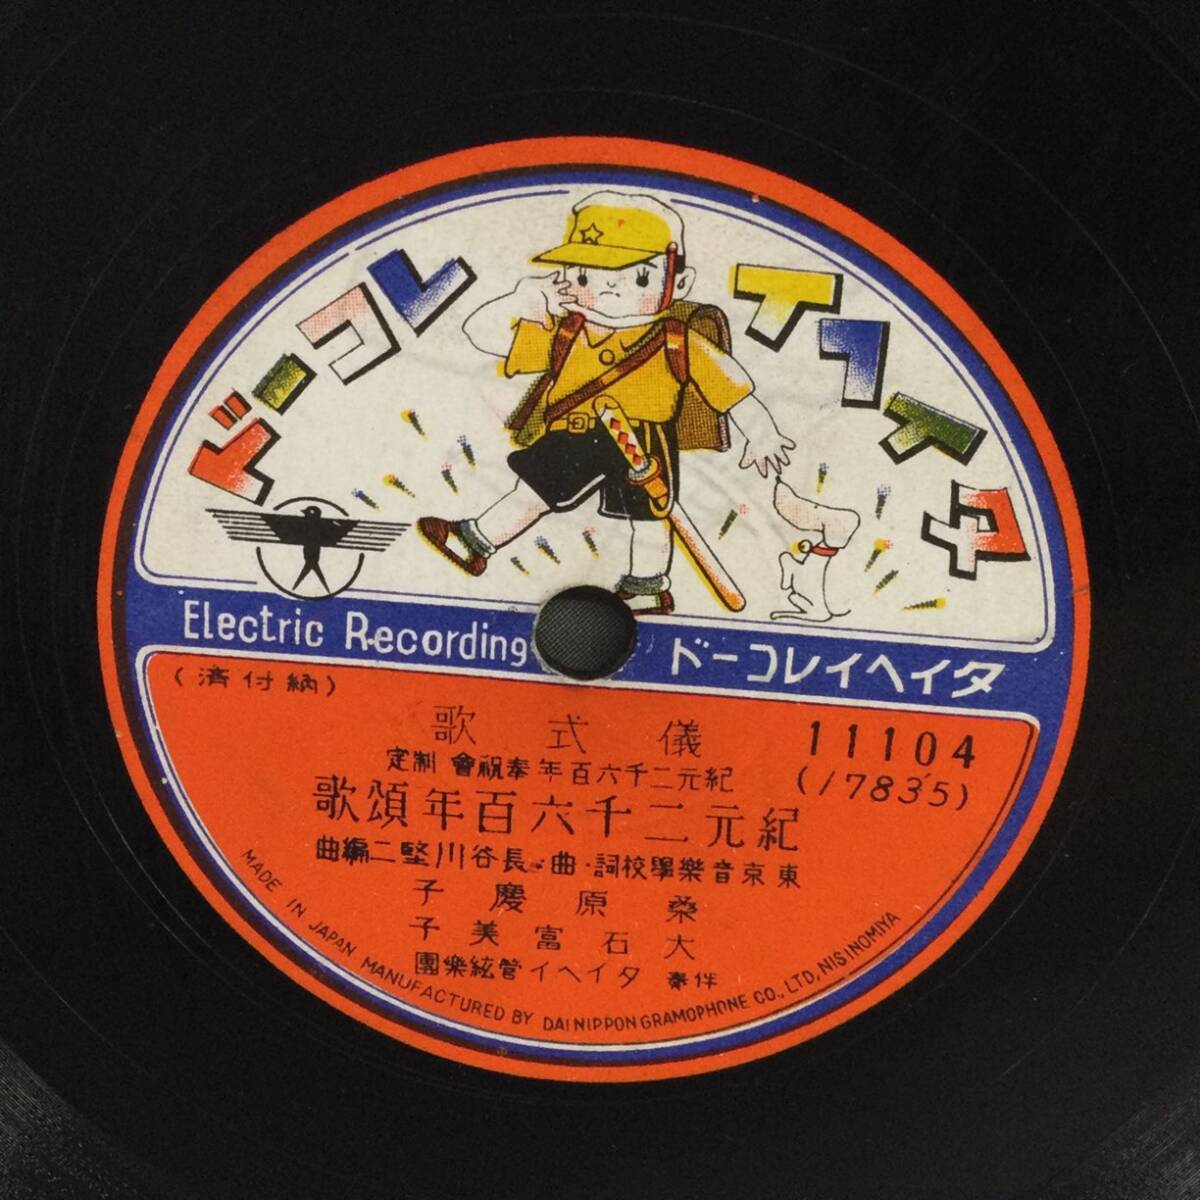 タイヘイレコード
Electric Recording
タイヘイレコード
(納付済)
儀式歌
11104
紀元二千六百年奉祝會 制定
(17835)
紀元二千六百年頌歌
東京音樂學校詞・曲・長谷川堅二編曲
桑原慶子
大石富美子
伴奏 タイヘイ管絃樂團
MADE IN JAPAN MANUFACTURED BY DAI NIPPON GRAMOPHONE CO., LTD, NISINOMIYA